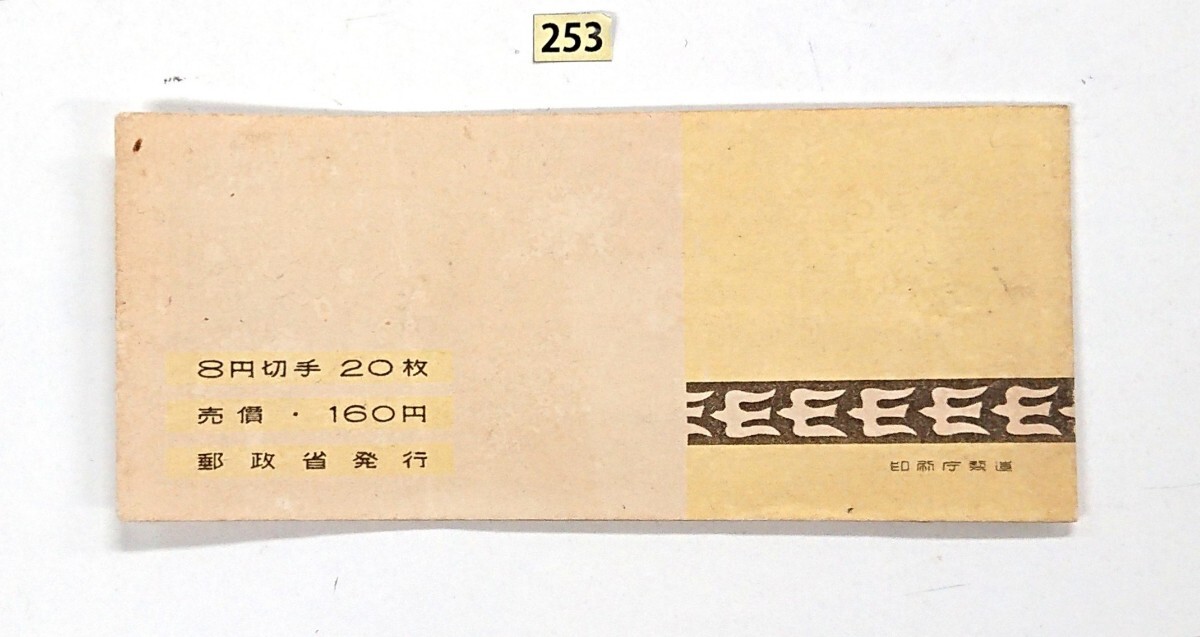 253
8円切手 20枚
売價・160円
郵政省発行
印刷庁製造